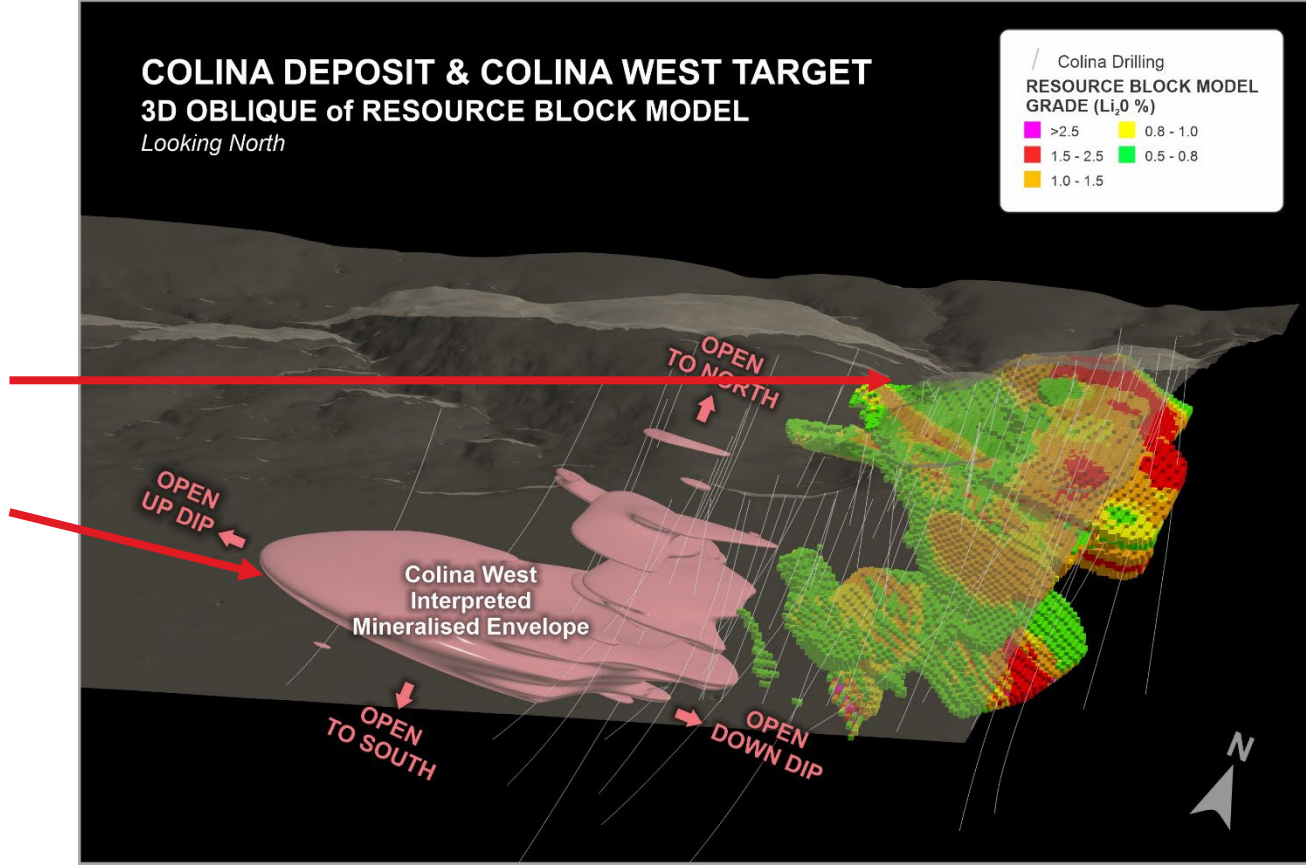 COLINA DEPOSIT & COLINA WEST TARGET
3D OBLIQUE of RESOURCE BLOCK MODEL
Looking North
Colina Drilling
RESOURCE BLOCK MODEL
GRADE (Li₂0 %)
>2.5
0.8 - 1.0
1.5 - 2.5
0.5 - 0.8
1.0 - 1.5
OPEN
TO NORTH
OPEN
UP DIP
Colina West
Interpreted
Mineralised Envelope
OPEN
TO SOUTH
OPEN
DOWN DIP
N